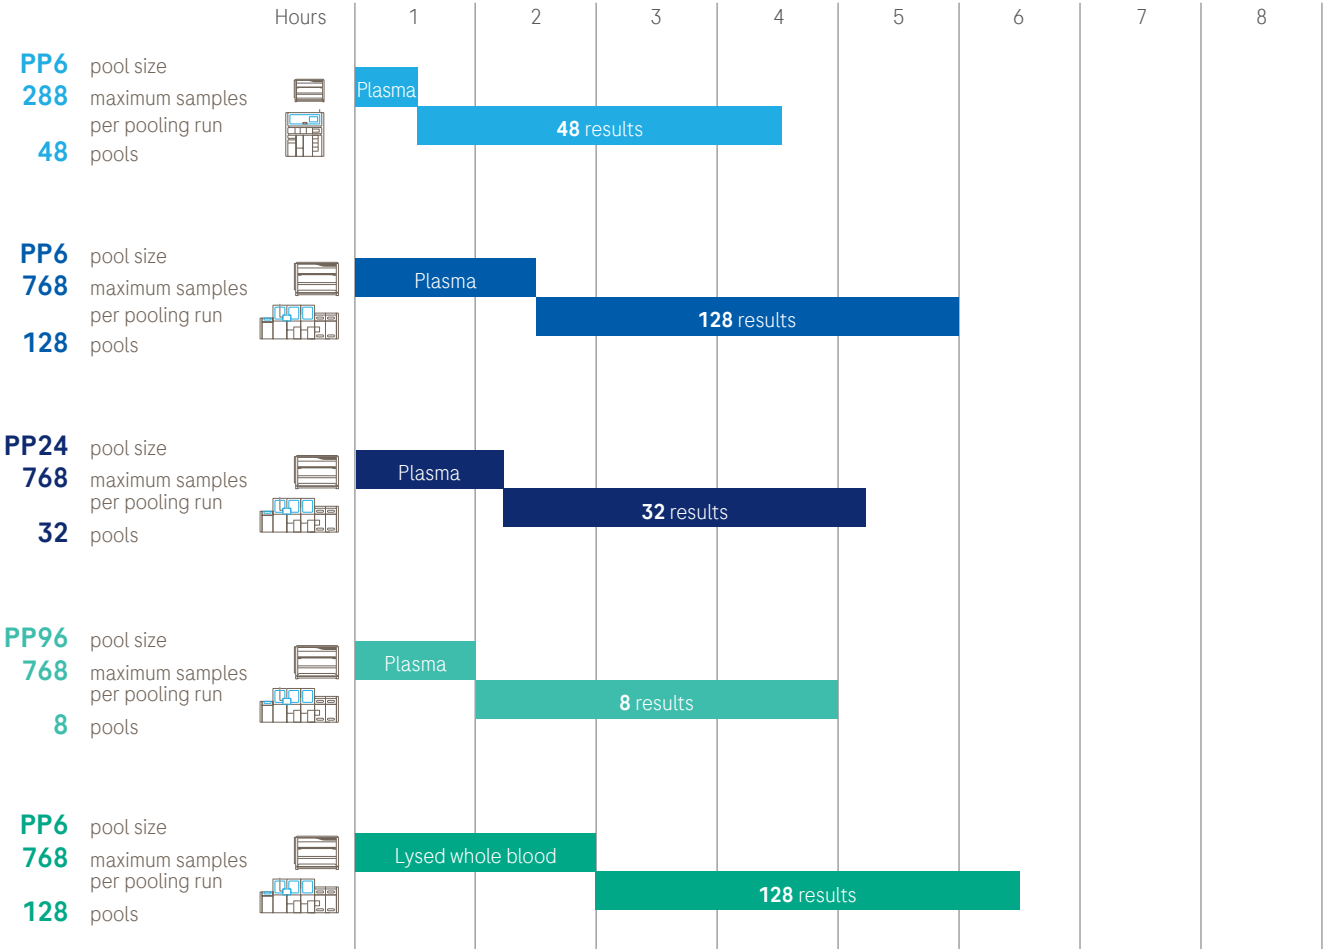 Hours 1 2 3 4 5 6 7 8
PP6 pool size
288 maximum samples
per pooling run
48 pools
Plasma
48 results
PP6 pool size
768 maximum samples
per pooling run
128 pools
Plasma
128 results
PP24 pool size
768 maximum samples
per pooling run
32 pools
Plasma
32 results
PP96 pool size
768 maximum samples
per pooling run
8 pools
Plasma
8 results
PP6 pool size
768 maximum samples
per pooling run
128 pools
Lysed whole blood
128 results